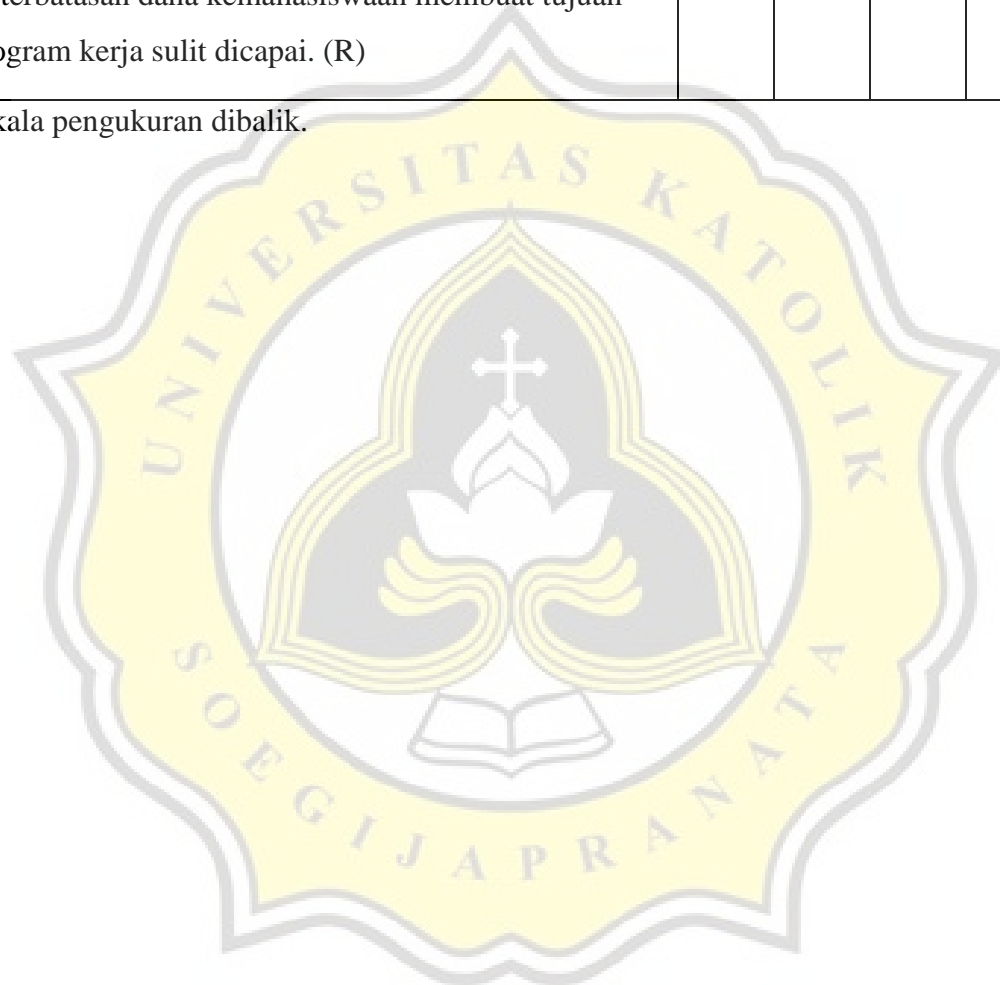 terbatasan dana kemahasiswaan membuat tujuan
ogram kerja sulit dicapai. (R)
kala pengukuran dibalik.
UNIVERSITAS KATOLIK
SOEGIJAPRANATA